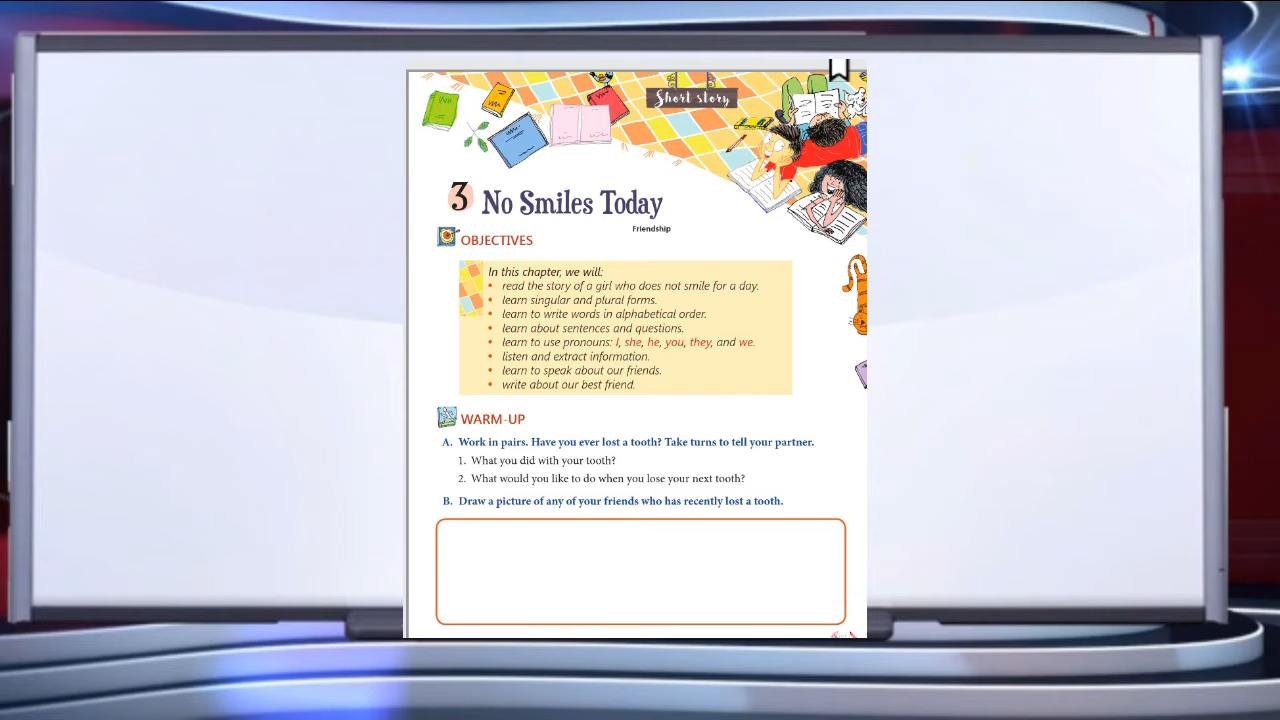 Short story
3 No Smiles Today
Friendship
OBJECTIVES
In this chapter, we will:
• read the story of a girl who does not smile for a day.
• learn singular and plural forms.
• learn to write words in alphabetical order.
• learn about sentences and questions.
• learn to use pronouns: I, she, he, you, they, and we.
• listen and extract information.
• learn to speak about our friends.
• write about our best friend.
WARM-UP
A. Work in pairs. Have you ever lost a tooth? Take turns to tell your partner.
1. What you did with your tooth?
2. What would you like to do when you lose your next tooth?
B. Draw a picture of any of your friends who has recently lost a tooth.